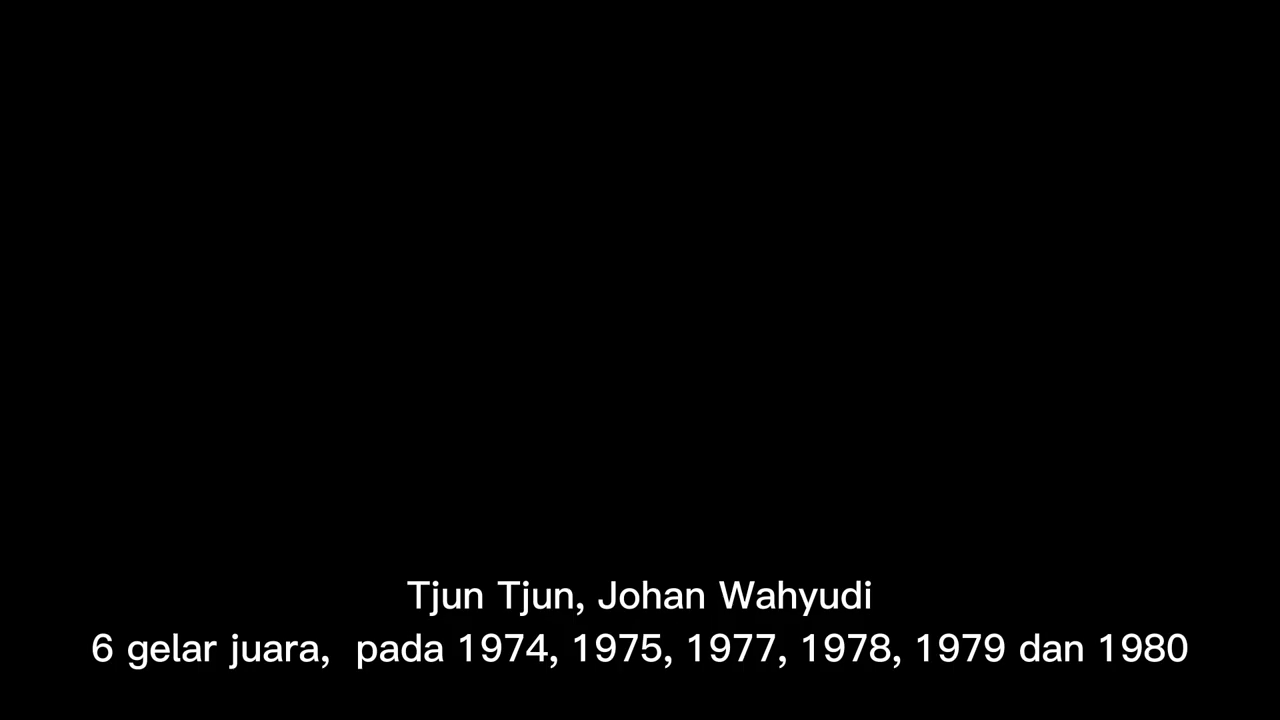 Tjun Tjun, Johan Wahyudi
6 gelar juara,  pada 1974, 1975, 1977, 1978, 1979 dan 1980